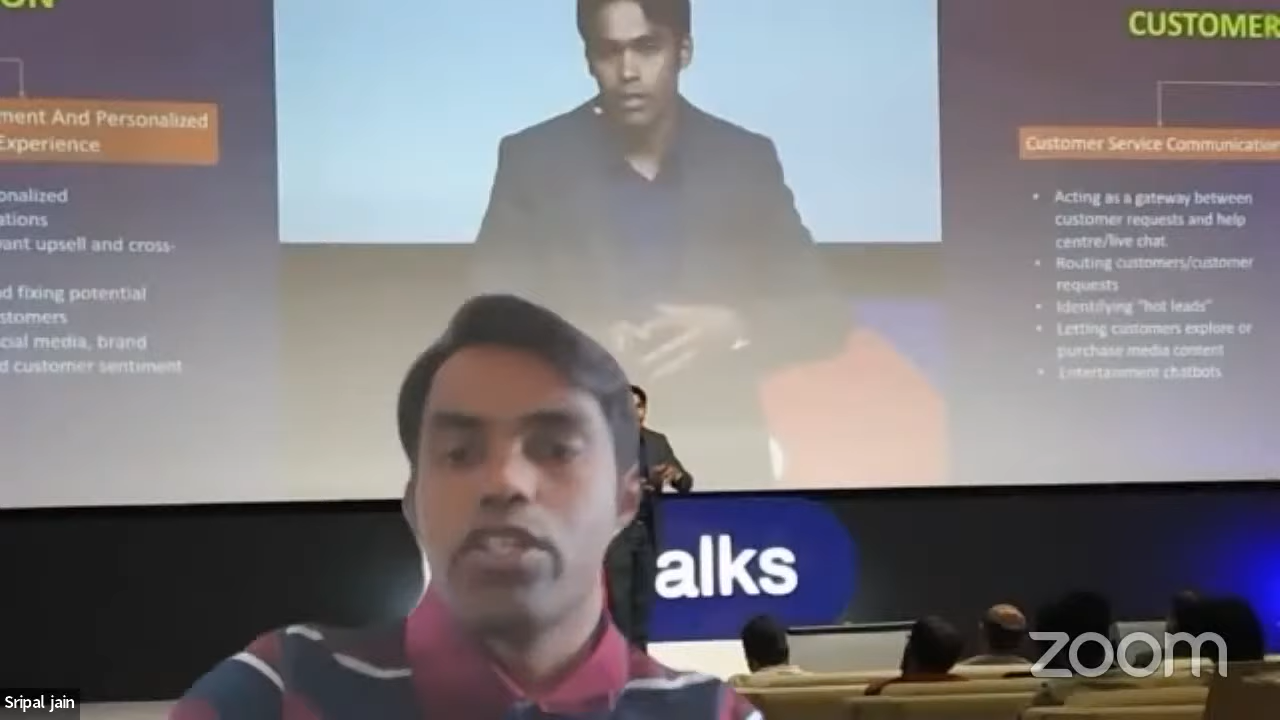 ON
ment And Personalized
Experience
onalized
ations
vant upsell and cross-
d fixing potential
stomers
cial media, brand
d customer sentiment
CUSTOMER
Customer Service Communication
• Acting as a gateway between
customer requests and help
centre/live chat.
• Routing customers/customer
requests
• Identifying "hot leads"
• Letting customers explore or
purchase media content
• Entertainment chatbots
alks
zoom
Sripal jain